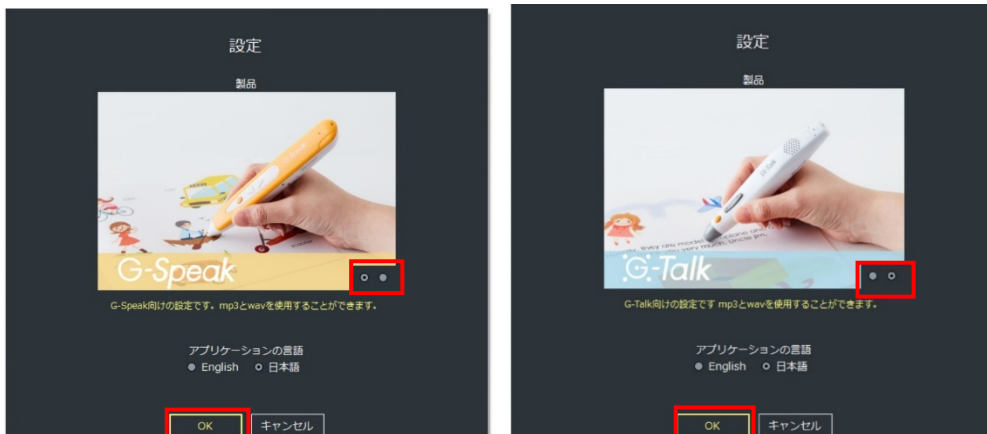 設定
製品
G-Speak
G-Speak向けの設定です。mp3とwavを使用することができます。
アプリケーションの言語
English 日本語
OK キャンセル
設定
製品
G-Talk
G-Talk向けの設定です mp3とwavを使用することができます。
アプリケーションの言語
English 日本語
OK キャンセル